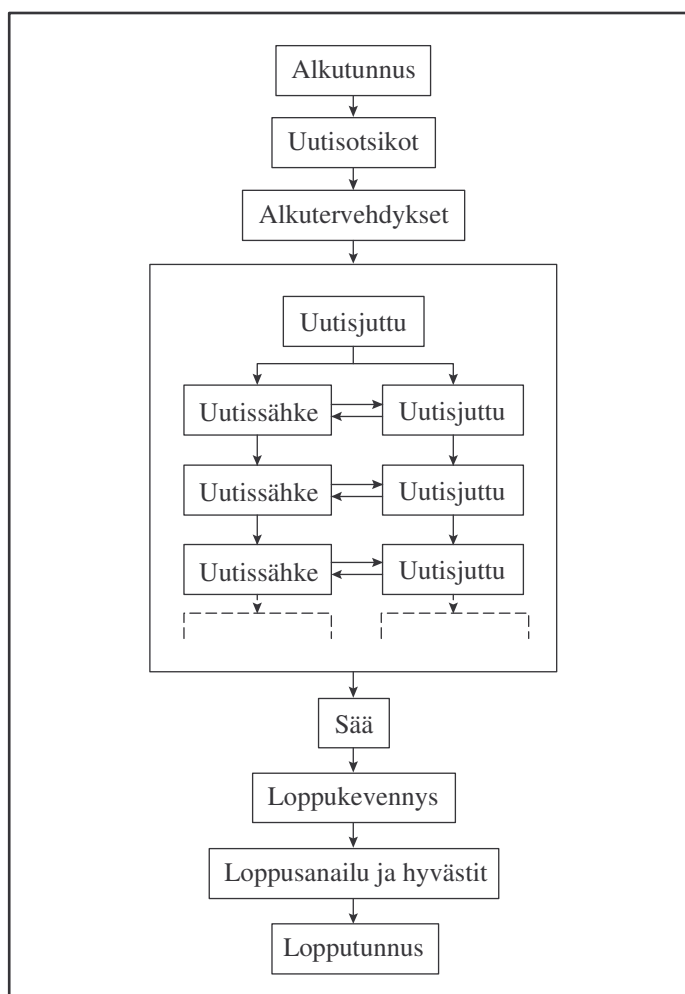 Alkutunnus
Uutisotsikot
Alkutervehdykset
Uutisjuttu
Uutissähke Uutisjuttu
Uutissähke Uutisjuttu
Uutissähke Uutisjuttu
Sää
Loppukevennys
Loppusanailu ja hyvästit
Lopputunnus